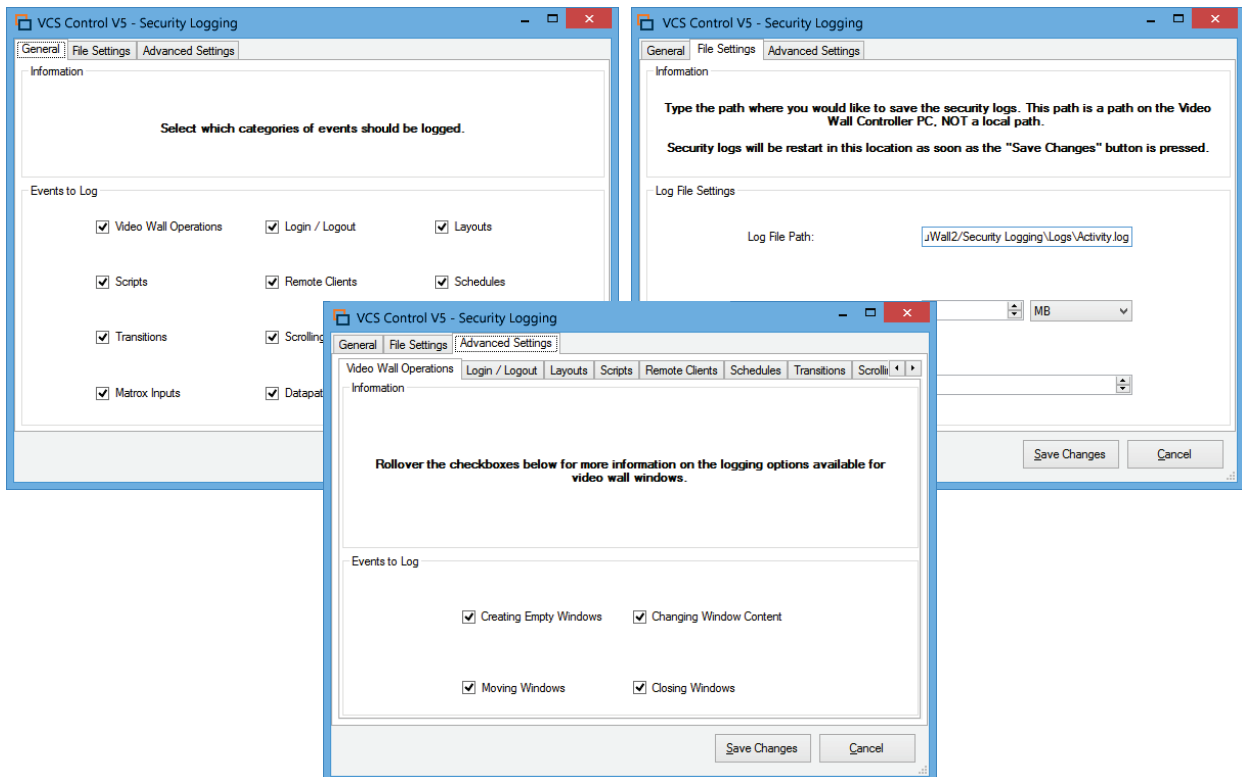 VCS Control V5 - Security Logging
General File Settings Advanced Settings
Information
Select which categories of events should be logged.
Events to Log
Video Wall Operations Login / Logout Layouts
Scripts Remote Clients Schedules
Transitions Scrolling
Matrox Inputs
VCS Control V5 - Security Logging
General File Settings Advanced Settings
Information
Type the path where you would like to save the security logs. This path is a path on the Video
Wall Controller PC, NOT a local path.
Security logs will be restart in this location as soon as the "Save Changes" button is pressed.
Log File Settings
Log File Path: Wall2/Security Logging\Logs\Activity.log
MB
Save Changes Cancel
VCS Control V5 - Security Logging
General File Settings Advanced Settings
Video Wall Operations Login / Logout Layouts Scripts Remote Clients Schedules Transitions
Information
Rollover the checkboxes below for more information on the logging options available for
video wall windows.
Events to Log
Creating Empty Windows Changing Window Content
Moving Windows Closing Windows
Save Changes Cancel